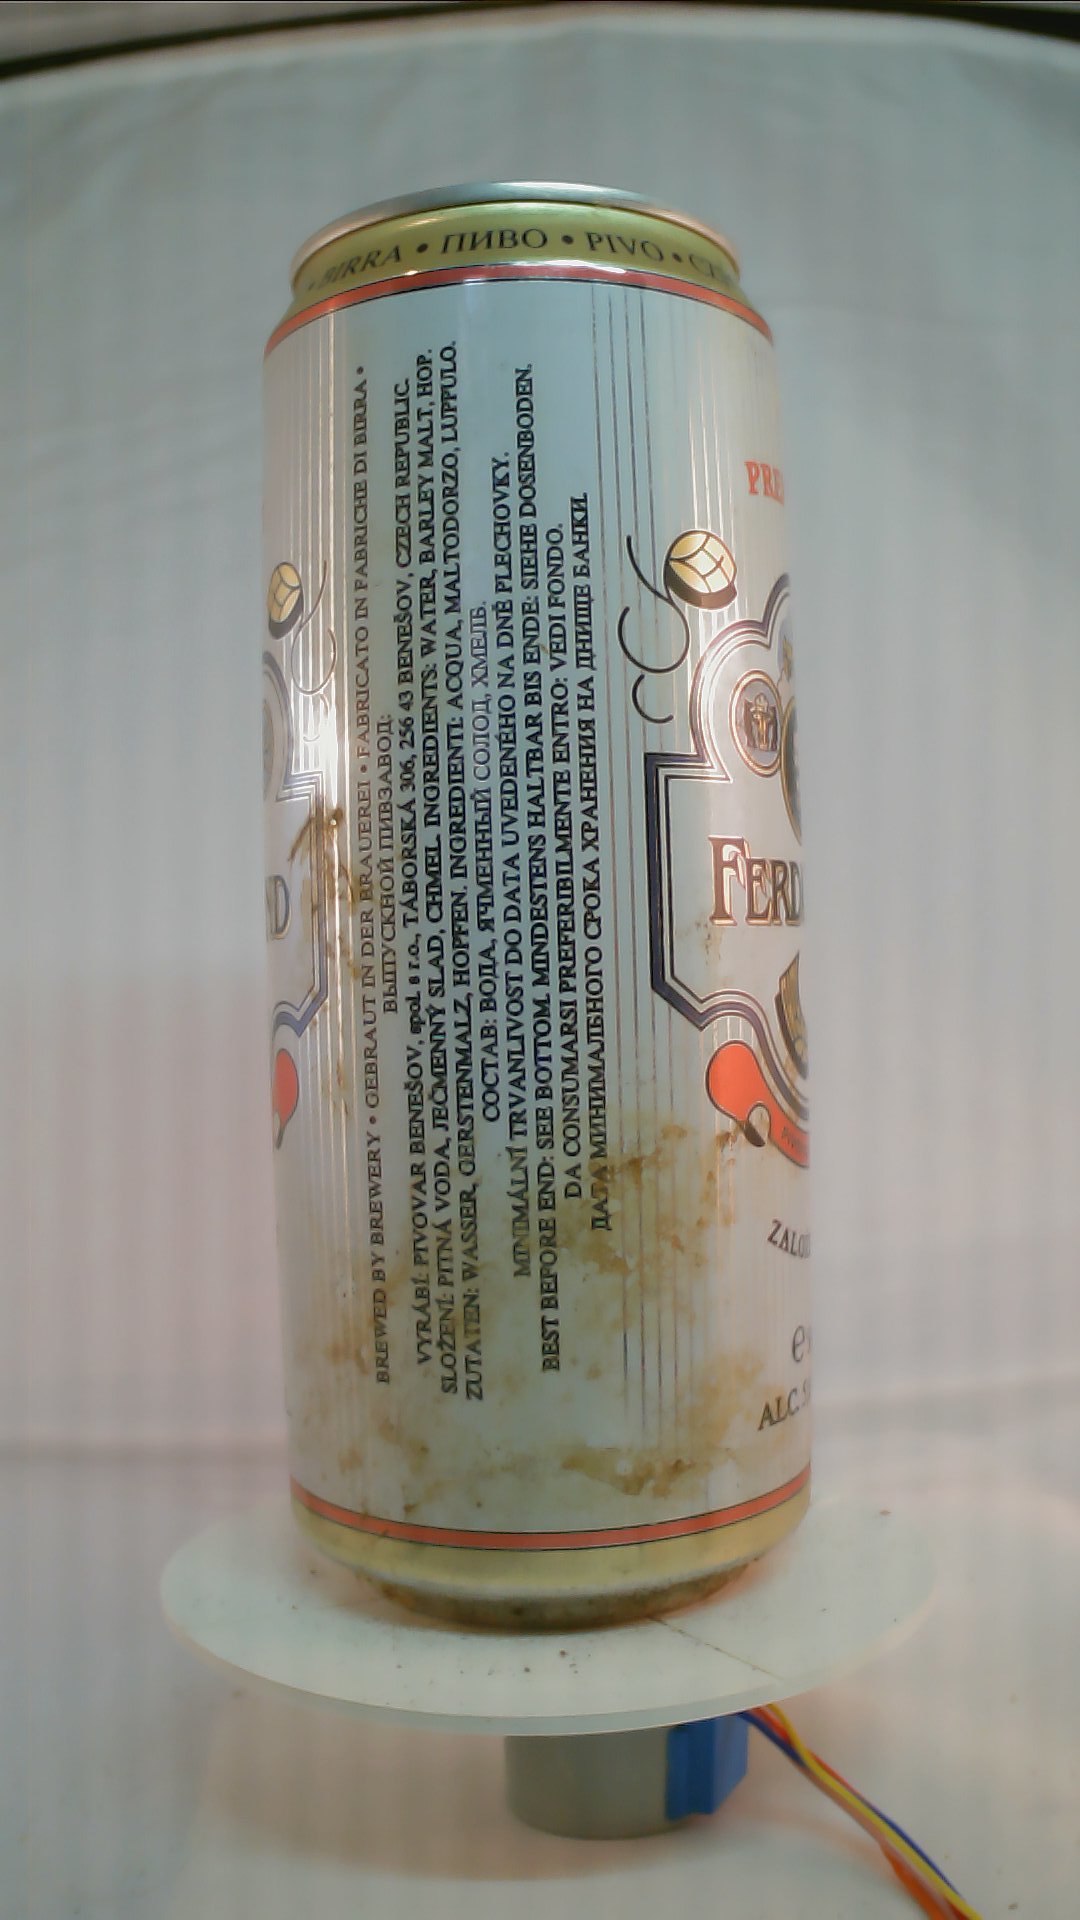 BIRRA • ПИВО • PIVO •
BREWED BY BREWERY • GEBRAUT IN DER BRAUEREI • FABRICATO IN FABRICHE DI BIRRA •
ВЫПУСКНОЙ ПИВЗАВОД:
VYRÁBÍ: PIVOVAR BENEŠOV, spol. s r.o., TÁBORSKÁ 306, 256 43 BENEŠOV, CZECH REPUBLIC.
SLOŽENÍ: PITNÁ VODA, JEČMENNÝ SLAD, CHMEL. INGREDIENTS: WATER, BARLEY MALT, HOP.
ZUTATEN: WASSER, GERSTENMALZ, HOPFEN. INGREDIENTI: ACQUA, MALTODORZO, LUPPULO.
СОСТАВ: ВОДА, ЯЧМЕННЫЙ СОЛОД, ХМЕЛЬ.
MINIMÁLNÍ TRVANLIVOST DO DATA UVEDENÉHO NA DNĚ PLECHOVKY.
BEST BEFORE END: SEE BOTTOM. MINDESTENS HALTBAR BIS ENDE: SIEHE DOSENBODEN.
DA CONSUMARSI PREFERIBILMENTE ENTRO: VEDI FONDO.
ДАТА МИНИМАЛЬНОГО СРОКА ХРАНЕНИЯ НА ДНИЩЕ БАНКИ.
PRE
FERD
ND
ZALO
e
ALC. 5